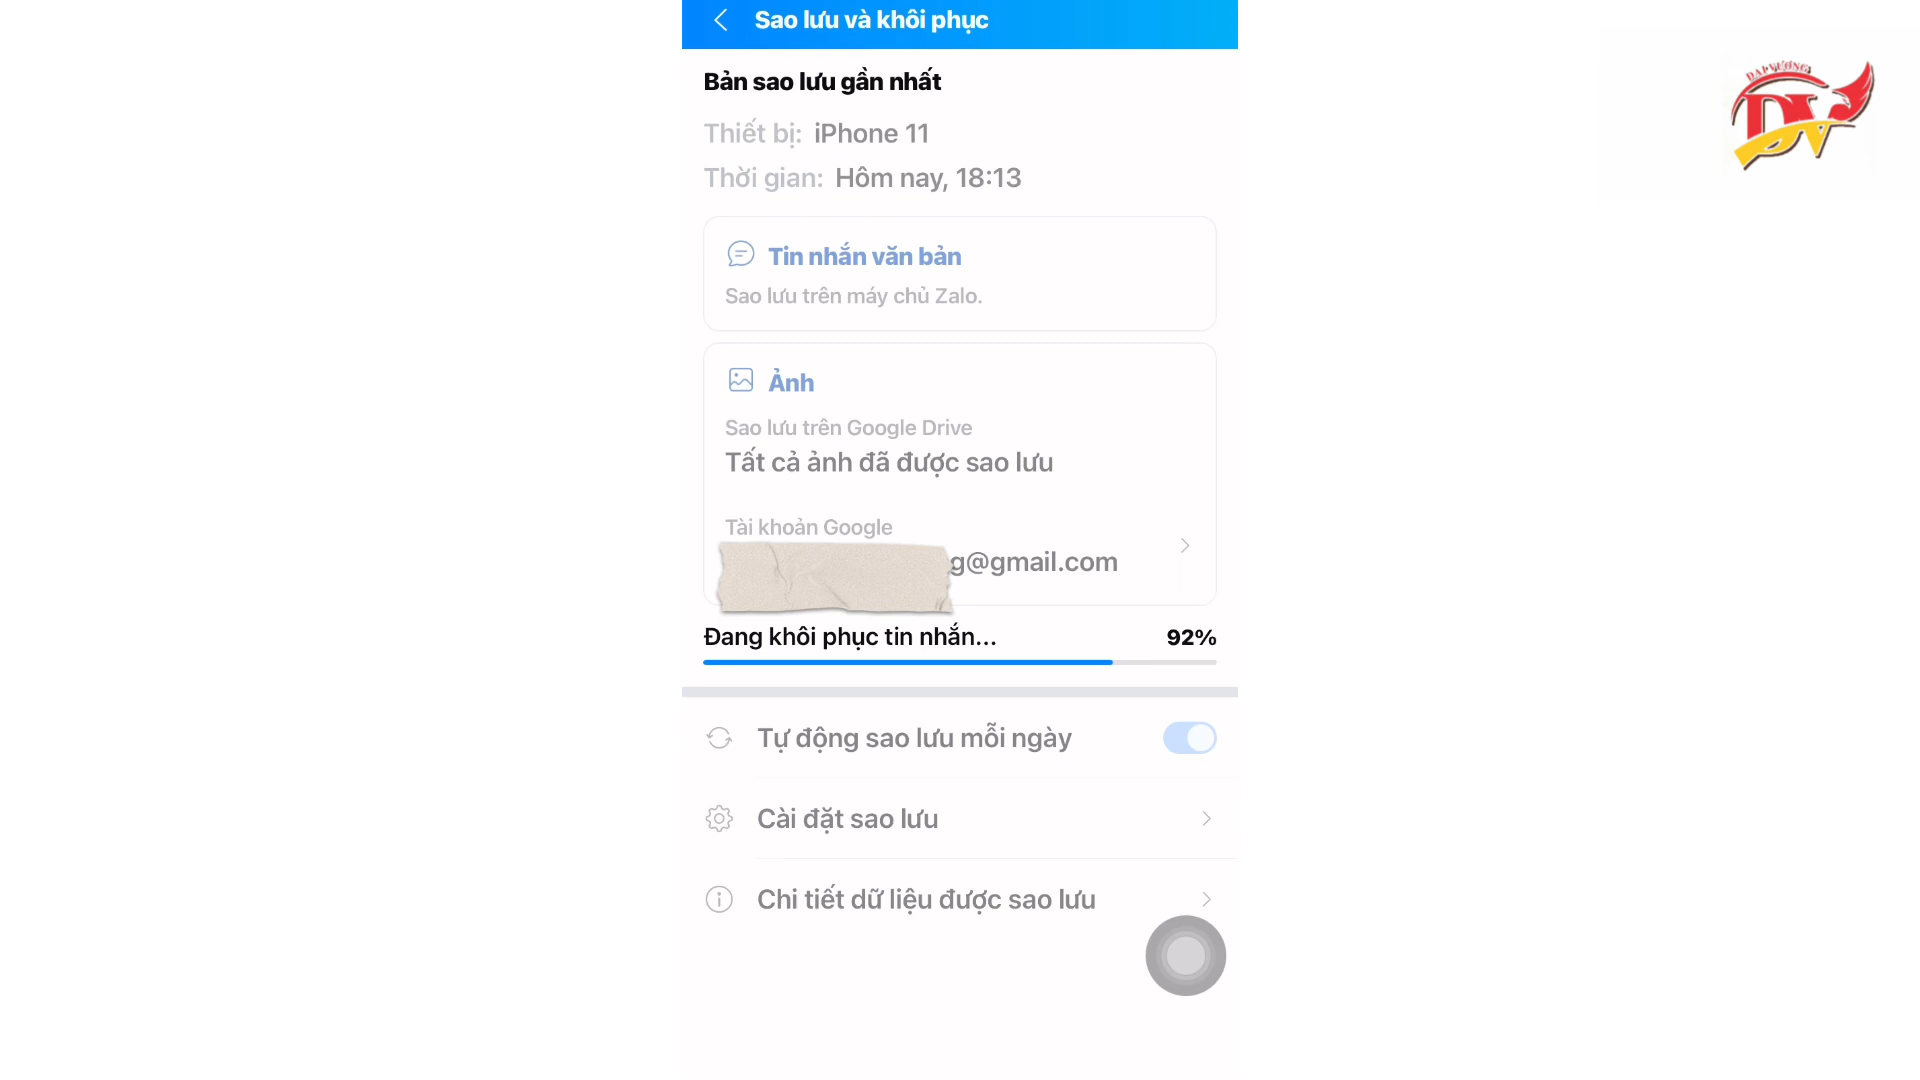 Sao lưu và khôi phục
Bản sao lưu gần nhất
Thiết bị: iPhone 11
Thời gian: Hôm nay, 18:13
Tin nhắn văn bản
Sao lưu trên máy chủ Zalo.
Ảnh
Sao lưu trên Google Drive
Tất cả ảnh đã được sao lưu
Tài khoản Google
g@gmail.com
Đang khôi phục tin nhắn... 92%
Tự động sao lưu mỗi ngày
Cài đặt sao lưu
Chi tiết dữ liệu được sao lưu
ĐẠI VƯƠNG
DV